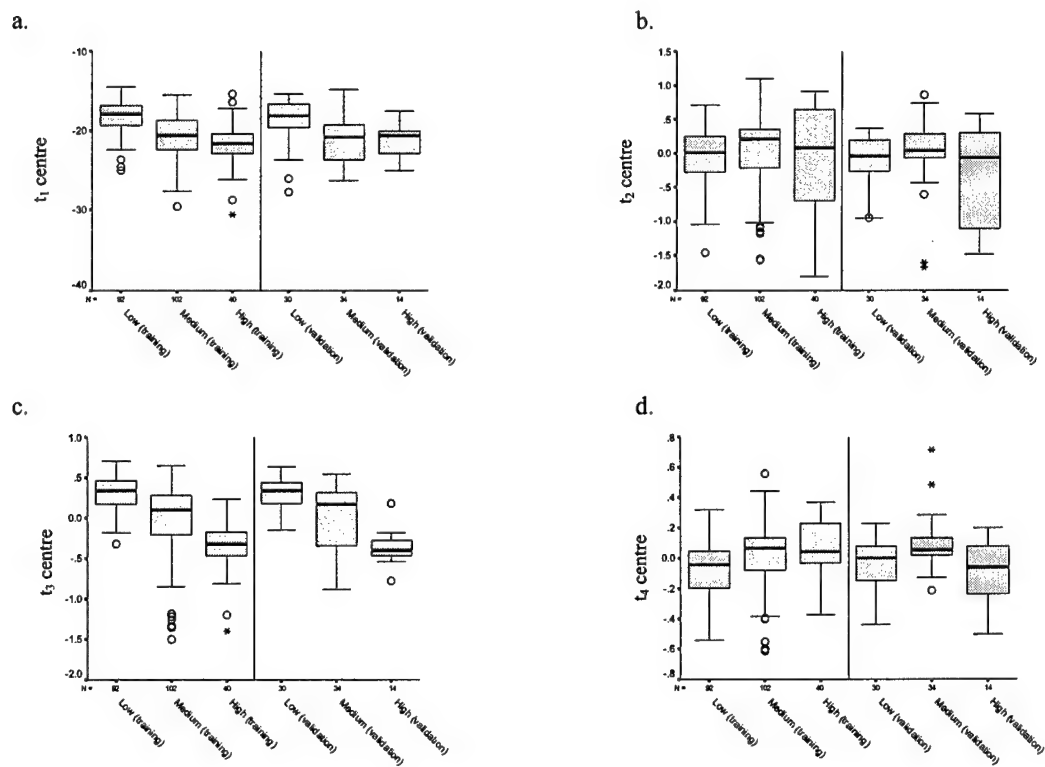 a.
-10
-20
-30
-40
t₁ centre
N = 92 102 40 30 34 14
Low (training)
Medium (training)
High (training)
Low (validation)
Medium (validation)
High (validation)
b.
1.5
1.0
.5
0.0
-.5
-1.0
-1.5
-2.0
t₂ centre
N = 92 102 40 30 34 14
Low (training)
Medium (training)
High (training)
Low (validation)
Medium (validation)
High (validation)
c.
1.0
.5
0.0
-.5
-1.0
-1.5
-2.0
t₃ centre
N = 92 102 40 30 34 14
Low (training)
Medium (training)
High (training)
Low (validation)
Medium (validation)
High (validation)
d.
.8
.6
.4
.2
0.0
-.2
-.4
-.6
-.8
t₄ centre
N = 92 102 40 30 34 14
Low (training)
Medium (training)
High (training)
Low (validation)
Medium (validation)
High (validation)